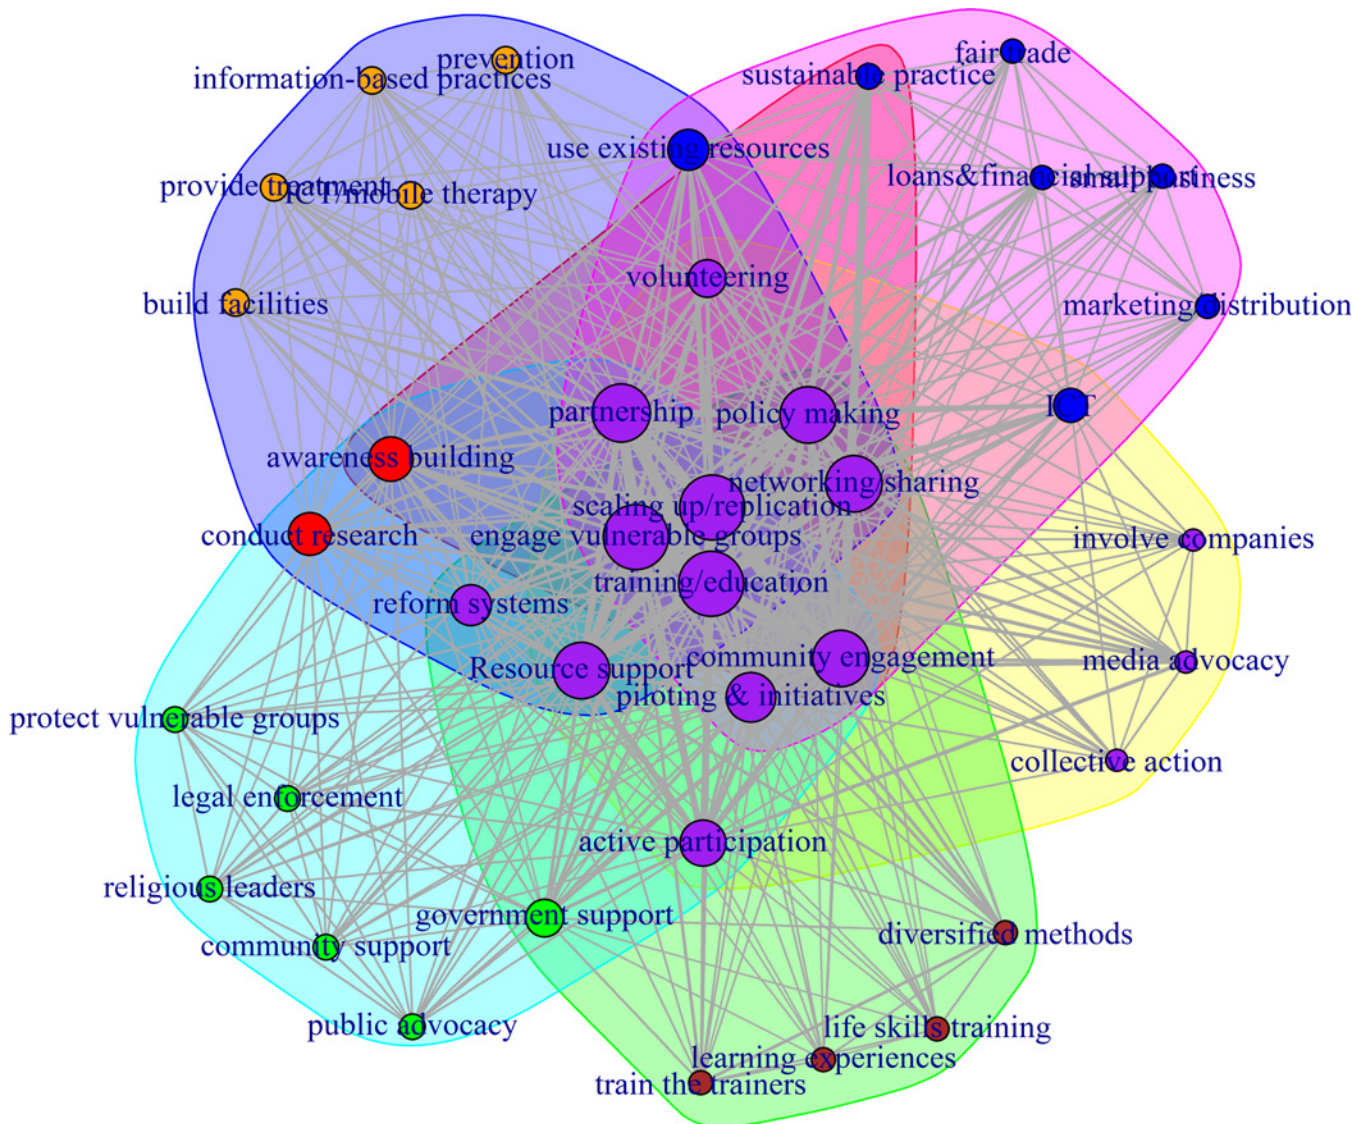 fair trade
prevention
sustainable practice
information-based practices
use existing resources
loans&financial support
small business
provide treatment
ICT/mobile therapy
volunteering
build facilities
marketing/distribution
ICT
partnership
policy making
awareness building
networking/sharing
scaling up/replication
conduct research
engage vulnerable groups
involve companies
training/education
reform systems
community engagement
media advocacy
Resource support
piloting & initiatives
protect vulnerable groups
collective action
legal enforcement
active participation
religious leaders
government support
diversified methods
community support
public advocacy
life skills training
learning experiences
train the trainers